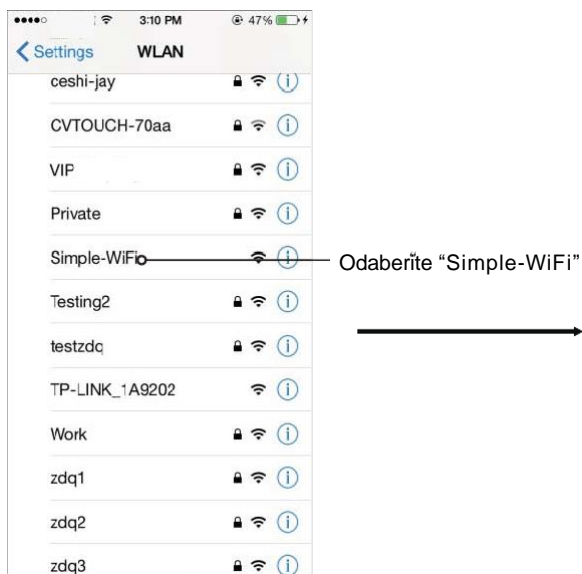 3:10 PM
47%
Settings
WLAN
ceshi-jay
CVTOUCH-70aa
VIP
Private
Simple-WiFi
Odaberite “Simple-WiFi”
Testing2
testzdq
TP-LINK_1A9202
Work
zdq1
zdq2
zdq3